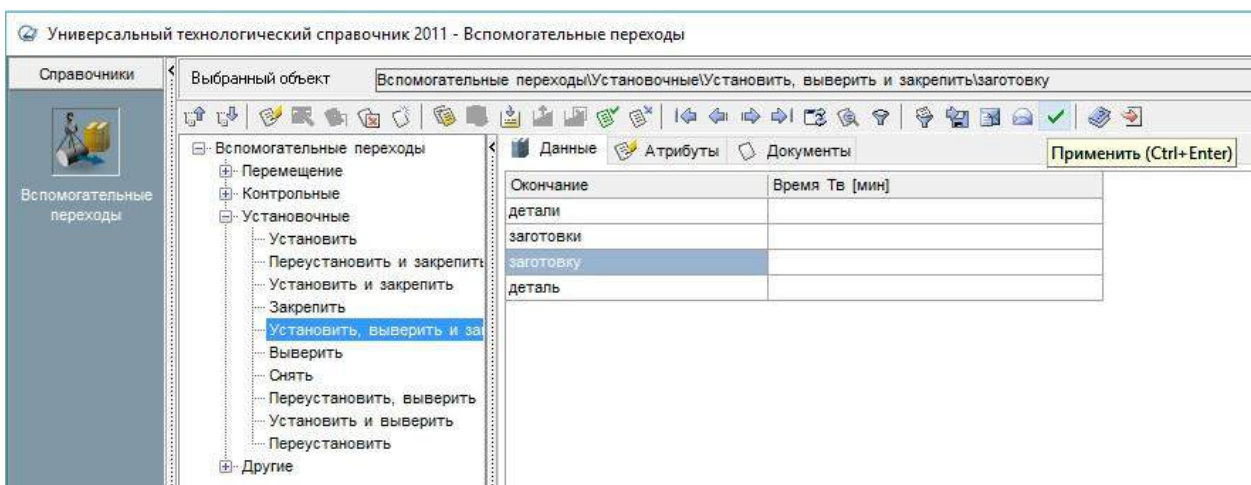 Универсальный технологический справочник 2011 - Вспомогательные переходы
Справочники
Вспомогательные
переходы
Выбранный объект
Вспомогательные переходы\Установочные\Установить, выверить и закрепить\заготовку
Вспомогательные переходы
Перемещение
Контрольные
Установочные
Установить
Переустановить и закрепить
Установить и закрепить
Закрепить
Установить, выверить и за
Выверить
Снять
Переустановить, выверить
Установить и выверить
Переустановить
Другие
Данные Атрибуты Документы
Применить (Ctrl+Enter)
Окончание Время Тв [мин]
детали
заготовки
заготовку
деталь